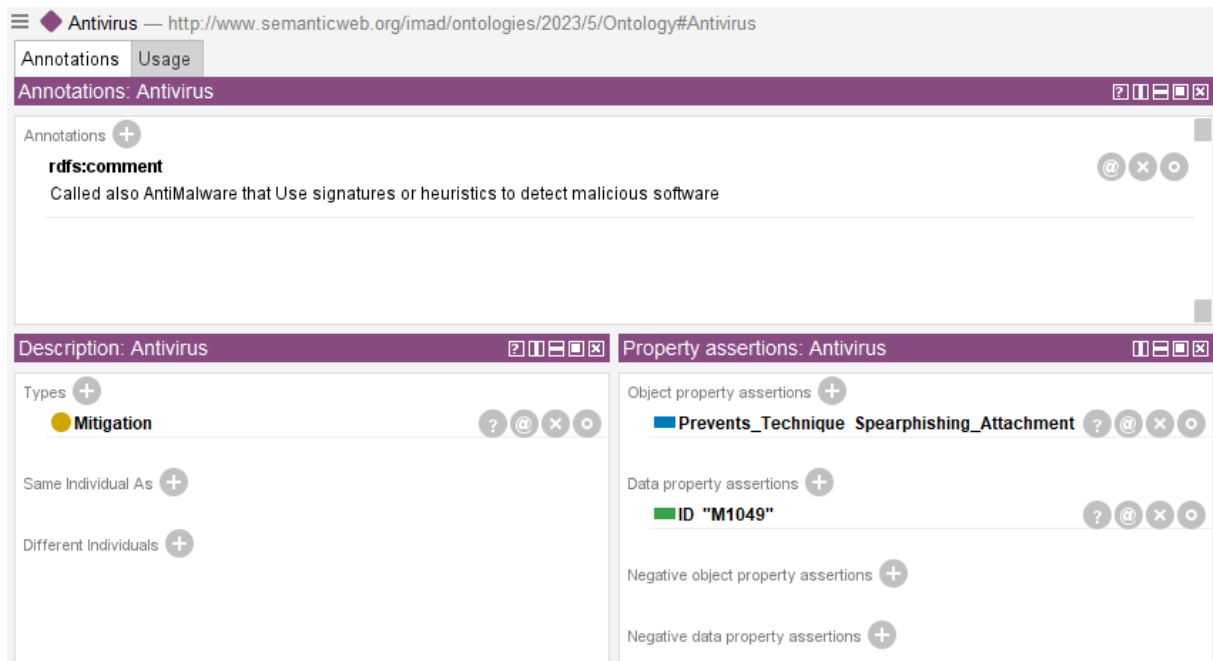 Antivirus — http://www.semanticweb.org/imad/ontologies/2023/5/Ontology#Antivirus
Annotations Usage
Annotations: Antivirus
Annotations
rdfs:comment
Called also AntiMalware that Use signatures or heuristics to detect malicious software
Description: Antivirus
Types
Mitigation
Same Individual As
Different Individuals
Property assertions: Antivirus
Object property assertions
Prevents_Technique Spearphishing_Attachment
Data property assertions
ID "M1049"
Negative object property assertions
Negative data property assertions